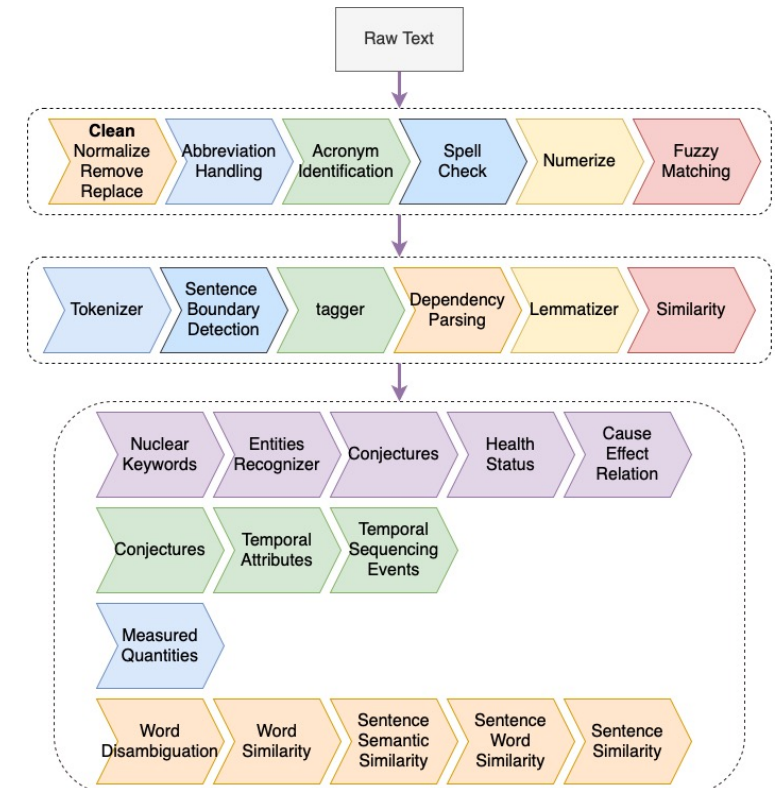 Raw Text
Clean
Normalize
Remove
Replace
Abbreviation
Handling
Acronym
Identification
Spell
Check
Numerize
Fuzzy
Matching
Tokenizer
Sentence
Boundary
Detection
tagger
Dependency
Parsing
Lemmatizer
Similarity
Nuclear
Keywords
Entities
Recognizer
Conjectures
Health
Status
Cause
Effect
Relation
Conjectures
Temporal
Attributes
Temporal
Sequencing
Events
Measured
Quantities
Word
Disambiguation
Word
Similarity
Sentence
Semantic
Similarity
Sentence
Word
Similarity
Sentence
Similarity